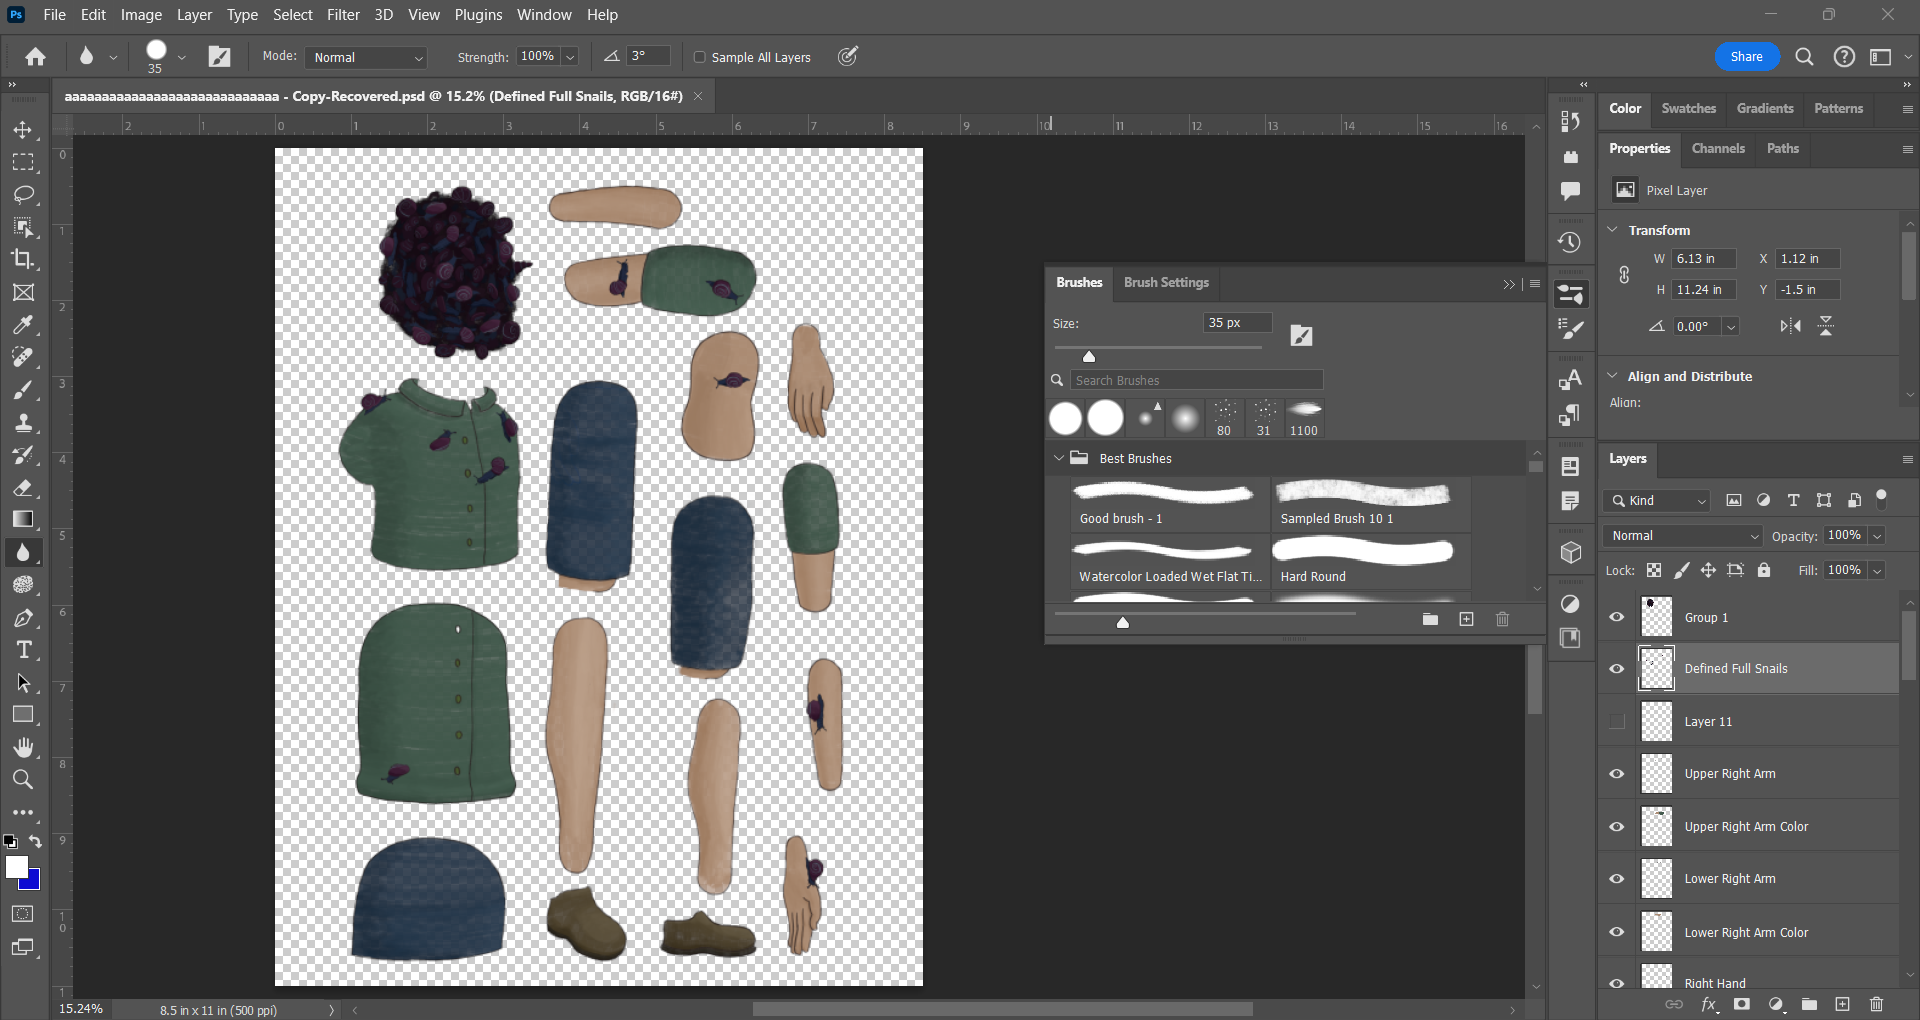 Ps File Edit Image Layer Type Select Filter 3D View Plugins Window Help
35 Mode: Normal Strength: 100% 3° Sample All Layers Share
aaaaaaaaaaaaaaaaaaaaaaaaaaaaa - Copy-Recovered.psd @ 15.2% (Defined Full Snails, RGB/16#)
2 1 0 1 2 3 4 5 6 7 8 9 10 11 12 13 14 15 16
0
1
2
3
4
5
6
7
8
9
10
1
Brushes Brush Settings
Size: 35 px
Search Brushes
80 31 1100
Best Brushes
Good brush - 1 Sampled Brush 10 1
Watercolor Loaded Wet Flat Ti... Hard Round
Color Swatches Gradients Patterns
Properties Channels Paths
Pixel Layer
Transform
W 6.13 in X 1.12 in
H 11.24 in Y -1.5 in
0.00°
Align and Distribute
Align:
Layers
Kind
Normal Opacity: 100%
Lock: Fill: 100%
Group 1
Defined Full Snails
Layer 11
Upper Right Arm
Upper Right Arm Color
Lower Right Arm
Lower Right Arm Color
Right Hand
fx
15.24% 8.5 in x 11 in (500 ppi)